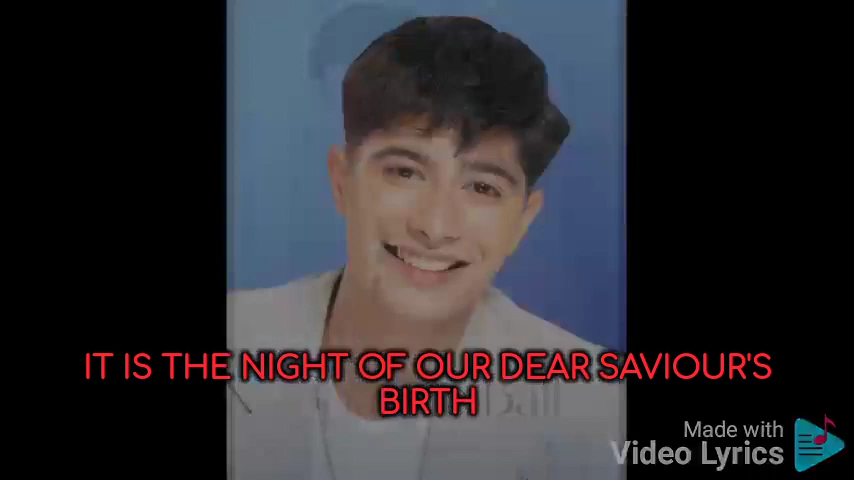 IT IS THE NIGHT OF OUR DEAR SAVIOUR'S
BIRTH
Made with
Video Lyrics